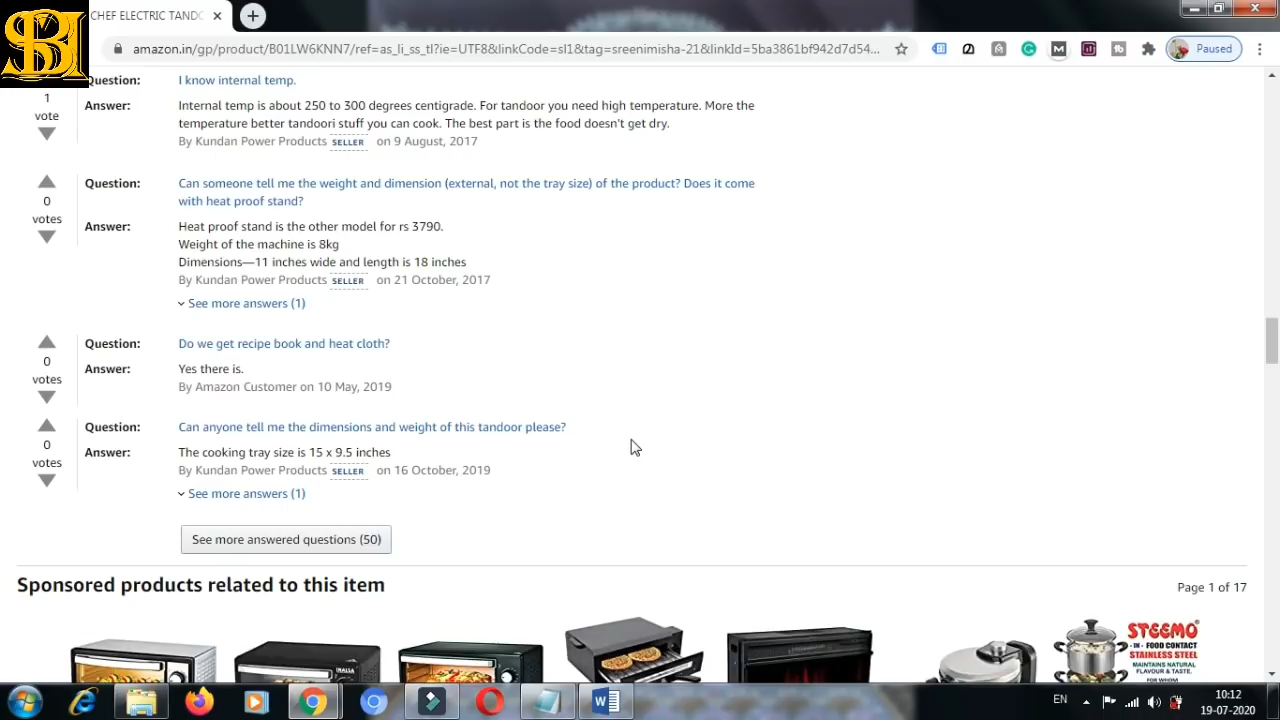 CHEF ELECTRIC TANDO
SBI
amazon.in/gp/product/B01LW6KNN7/ref=as_li_ss_tl?ie=UTF8&linkCode=sl1&tag=sreenimisha-21&linkId=5ba3861bf942d7d54...
Paused
Question: I know internal temp.
1
vote
Answer: Internal temp is about 250 to 300 degrees centigrade. For tandoor you need high temperature. More the
temperature better tandoori stuff you can cook. The best part is the food doesn't get dry.
By Kundan Power Products SELLER on 9 August, 2017
0
votes
Question: Can someone tell me the weight and dimension (external, not the tray size) of the product? Does it come
with heat proof stand?
Answer: Heat proof stand is the other model for rs 3790.
Weight of the machine is 8kg
Dimensions—11 inches wide and length is 18 inches
By Kundan Power Products SELLER on 21 October, 2017
See more answers (1)
0
votes
Question: Do we get recipe book and heat cloth?
Answer: Yes there is.
By Amazon Customer on 10 May, 2019
0
votes
Question: Can anyone tell me the dimensions and weight of this tandoor please?
Answer: The cooking tray size is 15 x 9.5 inches
By Kundan Power Products SELLER on 16 October, 2019
See more answers (1)
See more answered questions (50)
Sponsored products related to this item
Page 1 of 17
STEEMO
IN FOOD CONTACT
STAINLESS STEEL
MAINTAINS NATURAL
FLAVOUR & TASTE.
EN
10:12
19-07-2020